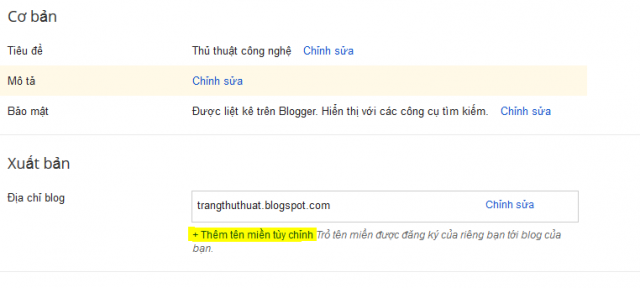 Cơ bản
Tiêu đề Thủ thuật công nghệ Chỉnh sửa
Mô tả Chỉnh sửa
Bảo mật Được liệt kê trên Blogger. Hiển thị với các công cụ tìm kiếm. Chỉnh sửa
Xuất bản
Địa chỉ blog trangthuthuat.blogspot.com Chỉnh sửa
+ Thêm tên miền tùy chỉnh Trỏ tên miền được đăng ký của riêng bạn tới blog của
bạn.